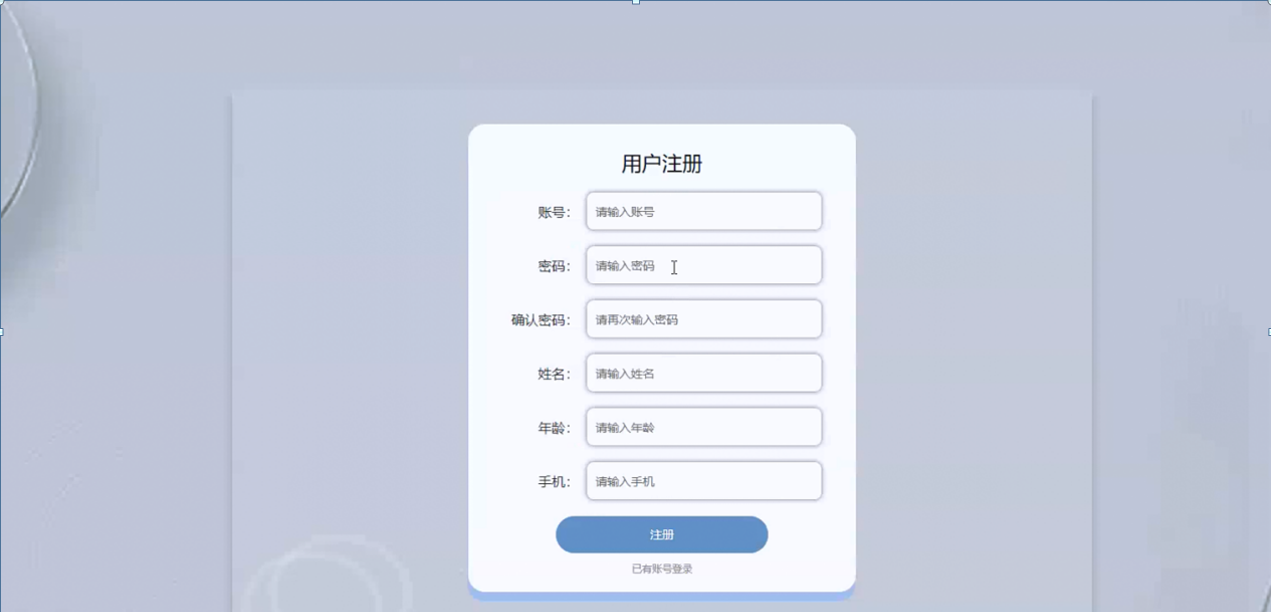 用户注册
账号： 请输入账号
密码： 请输入密码
确认密码： 请再次输入密码
姓名： 请输入姓名
年龄： 请输入年龄
手机： 请输入手机
注册
已有账号登录